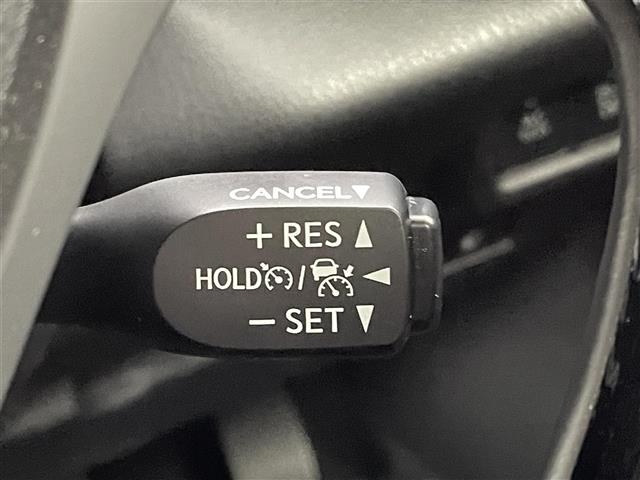 CANCEL▼
+ RES ▲
HOLD / ◀
− SET ▼